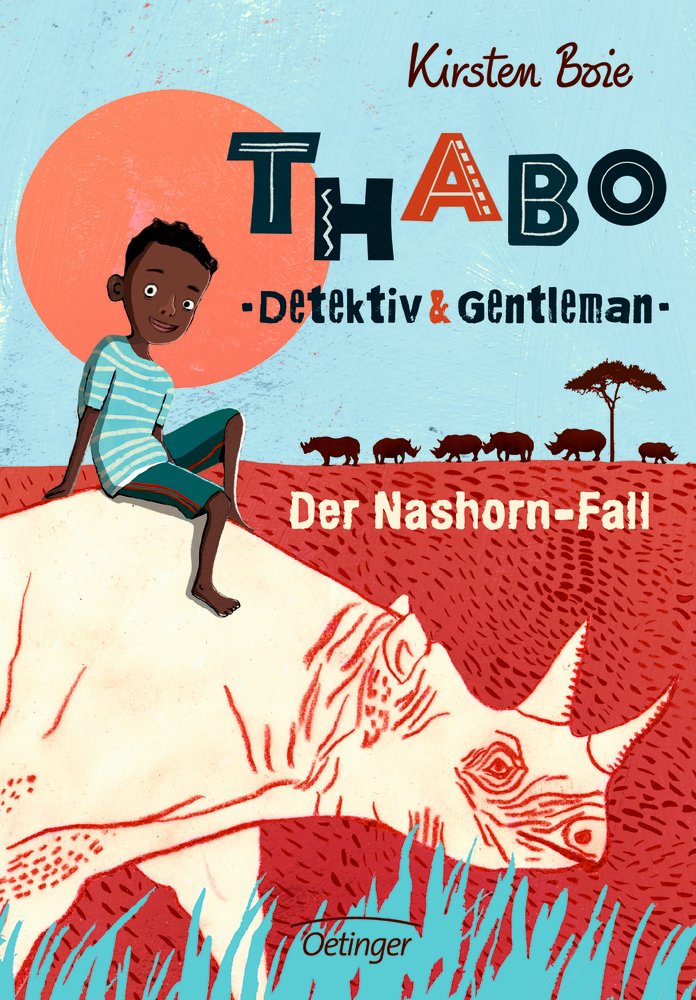 Kirsten Boie
THABO
-Detektiv & Gentleman-
Der Nashorn-Fall
Oetinger